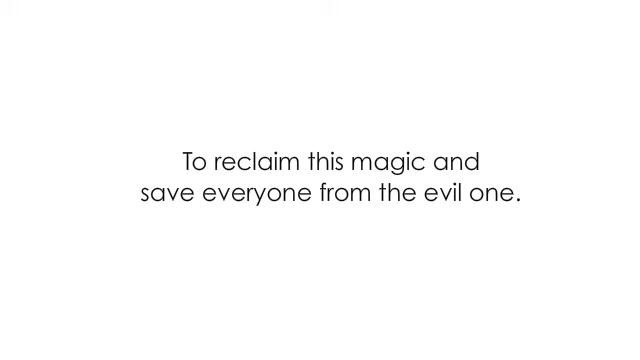 To reclaim this magic and
save everyone from the evil one.